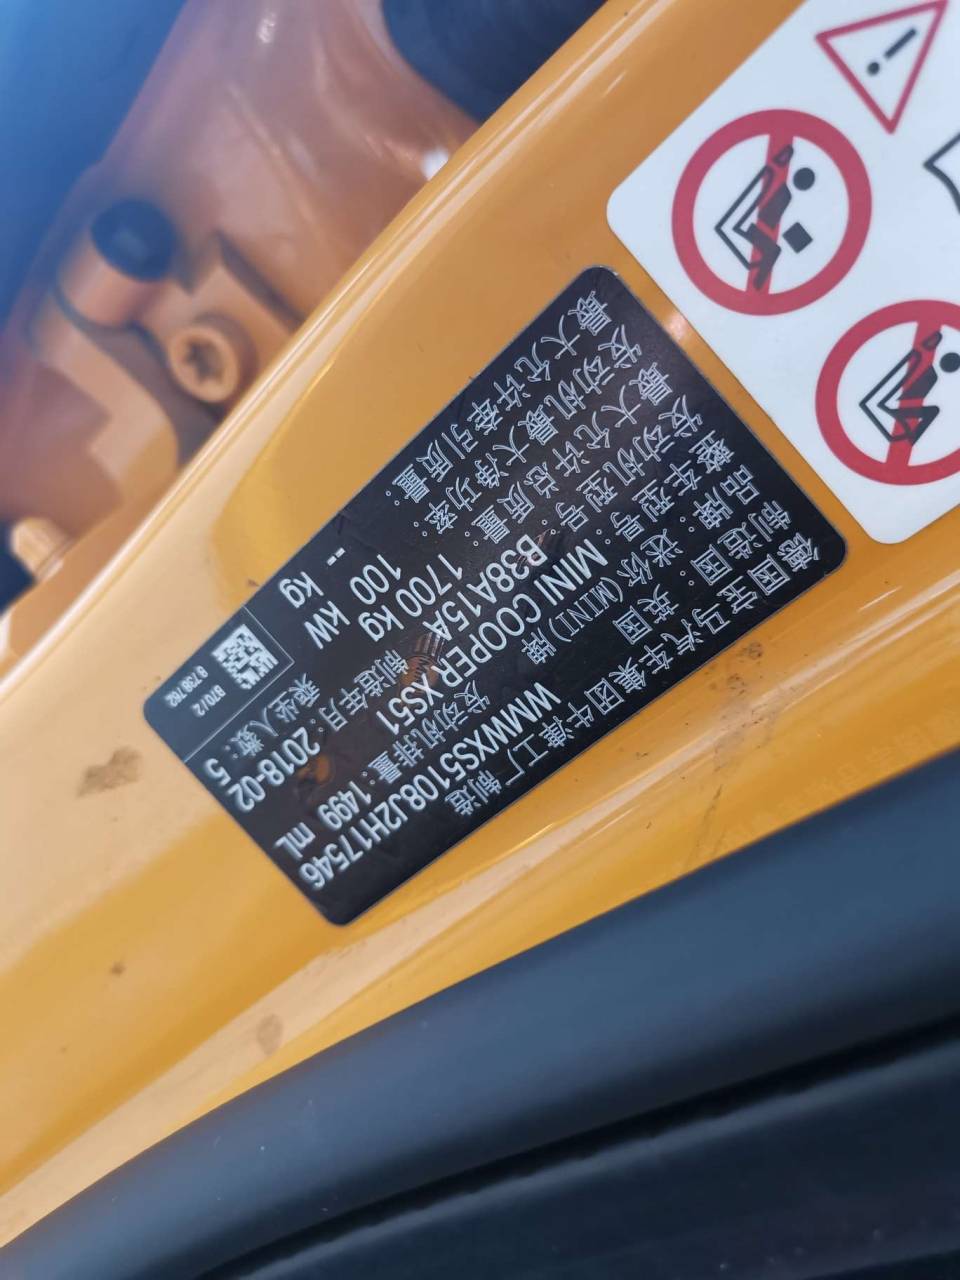 德国宝马汽车集团牛津工厂制造
制造国：英国 WMWXS5108J2H17546
品牌：迷你(MINI)牌
整车型号：MINI COOPER XS51
发动机型号：B38A15A 发动机排量：1499 mL
最大允许总质量：1700 kg 制造年月：2018-02
发动机最大净功率：100 kW 乘坐人数：5
最大允许牵引质量：-- kg
B70/2
8 738 762